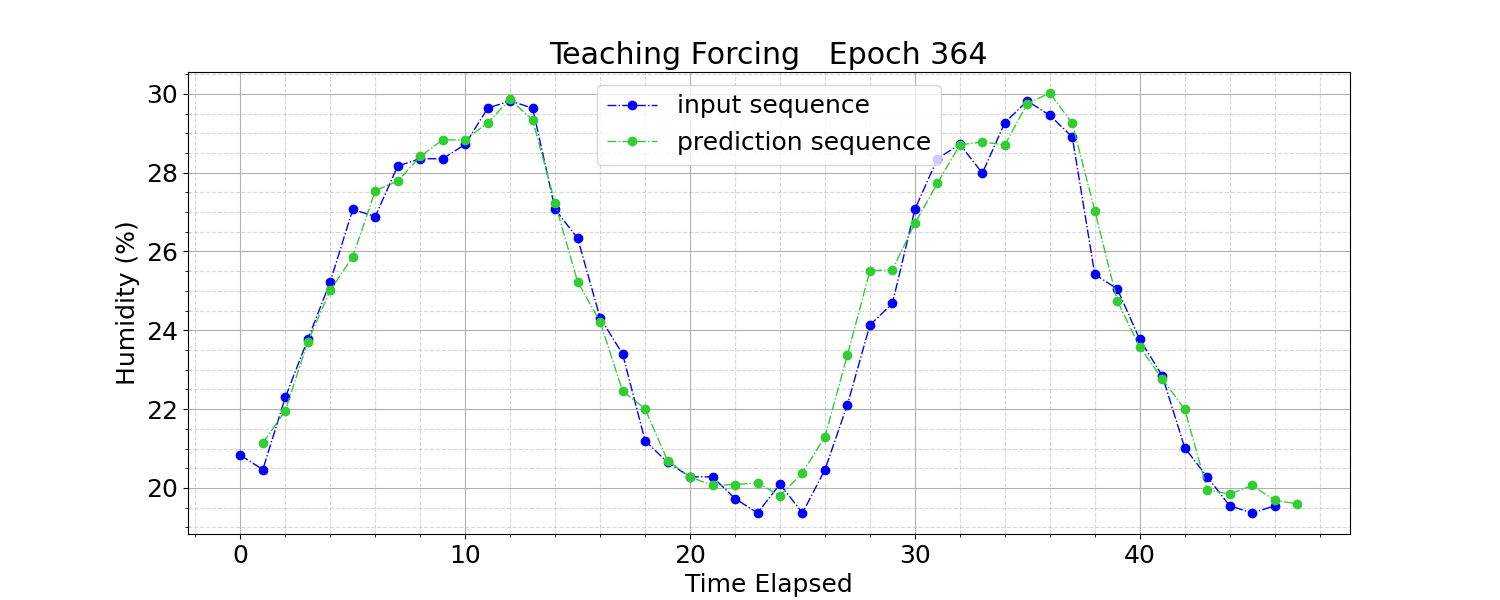 Teaching Forcing   Epoch 364
input sequence
prediction sequence
Humidity (%)
30
28
26
24
22
20
0 10 20 30 40
Time Elapsed